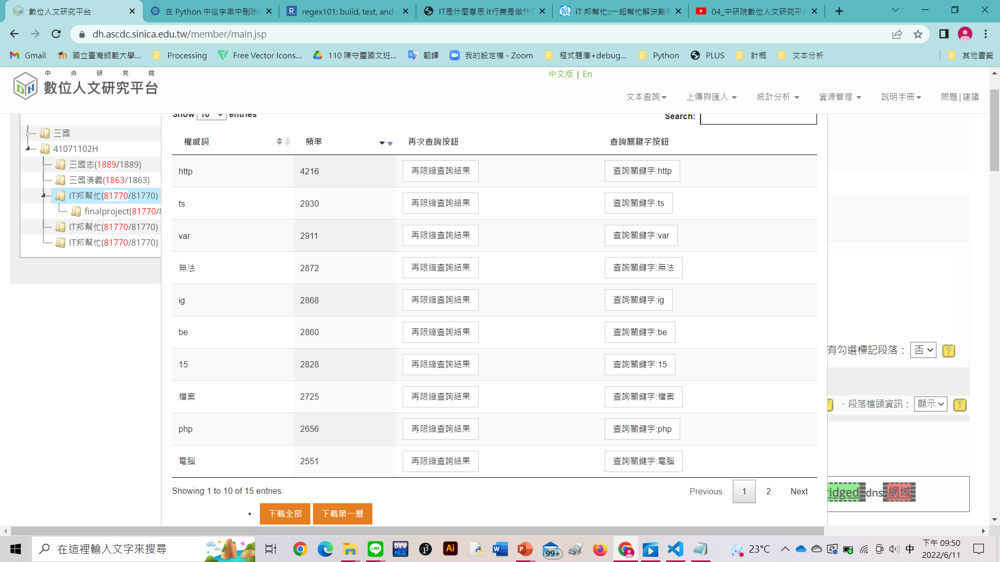 數位人文研究平台
在 Python 中從字串中刪除
regex101: build, test, and
IT是什麼意思 it行業是做什
iT 邦幫忙::一起幫忙解決難
04_中研院數位人文研究平
dh.ascdc.sinica.edu.tw/member/main.jsp
Gmail 國立臺灣師範大學... Processing Free Vector Icons... 110 陳守璽國文班... 翻譯 我的設定檔 - Zoom 程式題庫+debug... Python PLUS 計概 文本分析 其他書籤
中央研究院
數位人文研究平台
中文版 | En
文本查詢 上傳與匯入 統計分析 資源管理 說明手冊 問題|建議
三國
41071102H
三國志(1889/1889)
三國演義(1863/1863)
IT邦幫忙(81770/81770)
finalproject(81770/8
IT邦幫忙(81770/81770)
IT邦幫忙(81770/81770)
Show 10 entries
Search:
權威詞 頻率 再次查詢按鈕 查詢關鍵字按鈕
http 4216 再限縮查詢結果 查詢關鍵字:http
ts 2930 再限縮查詢結果 查詢關鍵字:ts
var 2911 再限縮查詢結果 查詢關鍵字:var
無法 2872 再限縮查詢結果 查詢關鍵字:無法
ig 2868 再限縮查詢結果 查詢關鍵字:ig
be 2860 再限縮查詢結果 查詢關鍵字:be
15 2828 再限縮查詢結果 查詢關鍵字:15
檔案 2725 再限縮查詢結果 查詢關鍵字:檔案
php 2656 再限縮查詢結果 查詢關鍵字:php
電腦 2551 再限縮查詢結果 查詢關鍵字:電腦
Showing 1 to 10 of 15 entries
Previous 1 2 Next
下載全部 下載第一層
有勾選標記段落： 否
、段落檔頭資訊： 顯示
idged dns 網域
在這裡輸入文字來搜尋
DEV C++
Ai
99+
23°C
中
下午 09:50
2022/6/11